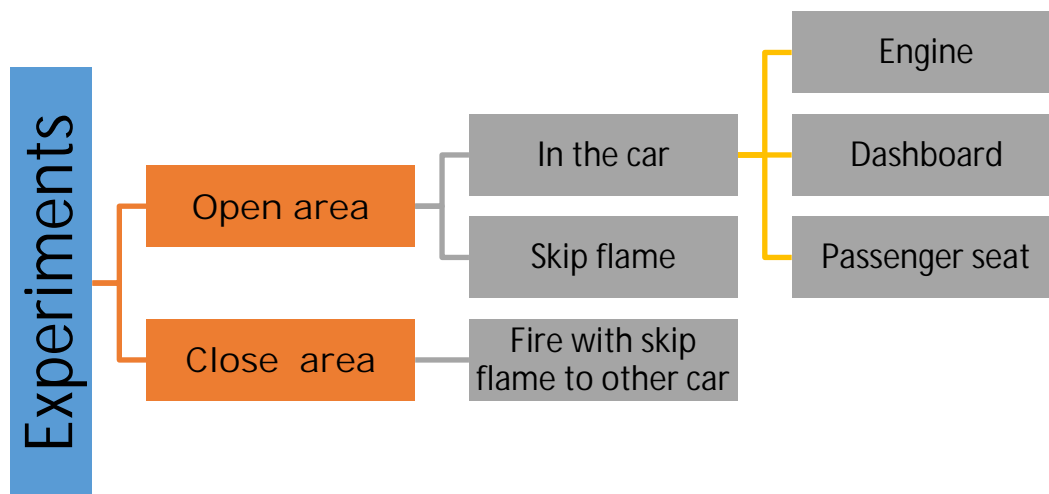 Experiments
Open area
Close area
In the car
Skip flame
Fire with skip
flame to other car
Engine
Dashboard
Passenger seat